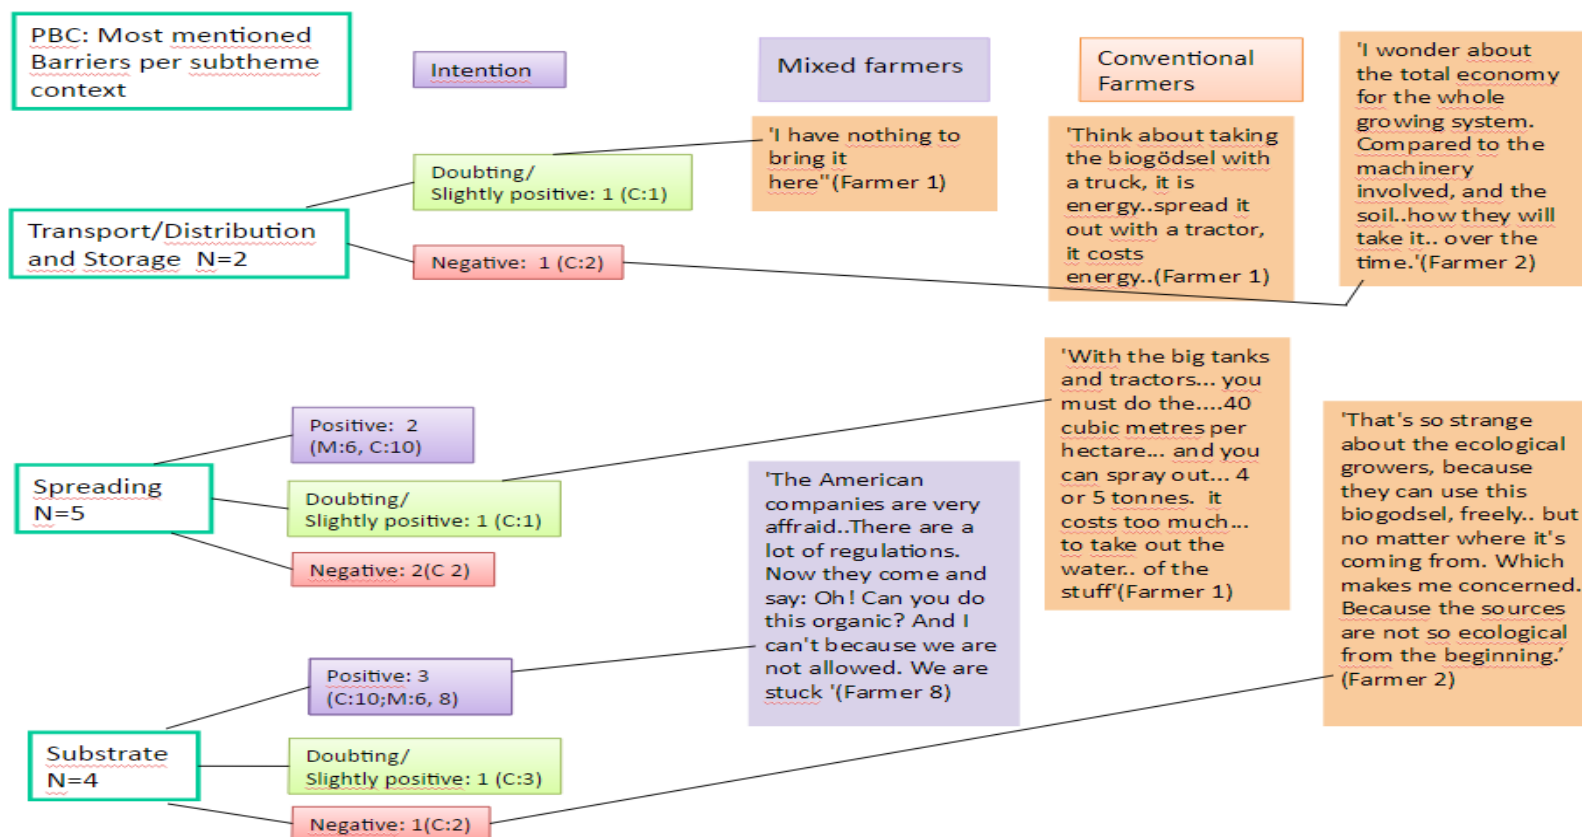 PBC: Most mentioned
Barriers per subtheme
context
Intention
Mixed farmers
Conventional
Farmers
'I wonder about
the total economy
for the whole
growing system.
Compared to the
machinery
involved, and the
soil..how they will
take it.. over the
time.'(Farmer 2)
Transport/Distribution
and Storage N=2
Doubting/
Slightly positive: 1 (C:1)
Negative: 1 (C:2)
'I have nothing to
bring it
here"(Farmer 1)
'Think about taking
the biogödsel with
a truck, it is
energy..spread it
out with a tractor,
it costs
energy..(Farmer 1)
Spreading
N=5
Positive: 2
(M:6, C:10)
Doubting/
Slightly positive: 1 (C:1)
Negative: 2(C 2)
'With the big tanks
and tractors... you
must do the....40
cubic metres per
hectare... and you
can spray out... 4
or 5 tonnes. it
costs too much...
to take out the
water.. of the
stuff'(Farmer 1)
Substrate
N=4
Positive: 3
(C:10;M:6, 8)
Doubting/
Slightly positive: 1 (C:3)
Negative: 1(C:2)
'The American
companies are very
affraid..There are a
lot of regulations.
Now they come and
say: Oh! Can you do
this organic? And I
can't because we are
not allowed. We are
stuck '(Farmer 8)
'That's so strange
about the ecological
growers, because
they can use this
biogodsel, freely.. but
no matter where it's
coming from. Which
makes me concerned.
Because the sources
are not so ecological
from the beginning.’
(Farmer 2)